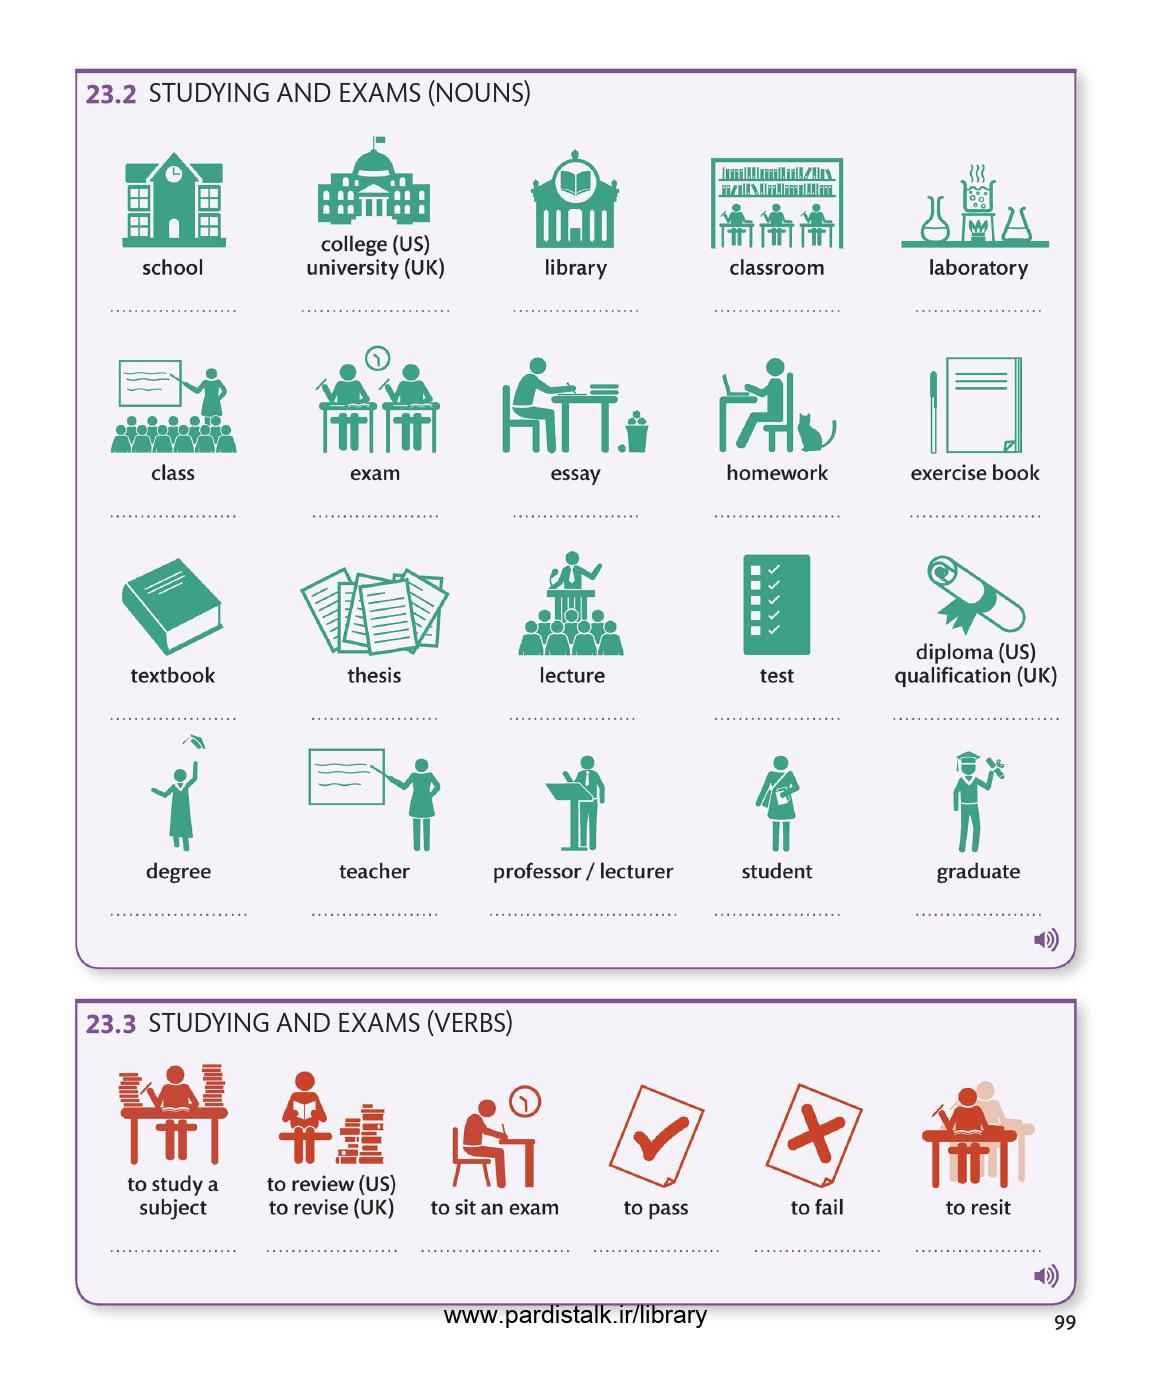 23.2 STUDYING AND EXAMS (NOUNS)
school
college (US)
university (UK)
library
classroom
laboratory
class
exam
essay
homework
exercise book
textbook
thesis
lecture
test
diploma (US)
qualification (UK)
degree
teacher
professor / lecturer
student
graduate
23.3 STUDYING AND EXAMS (VERBS)
to study a
subject
to review (US)
to revise (UK)
to sit an exam
to pass
to fail
to resit
www.pardistalk.ir/library
99